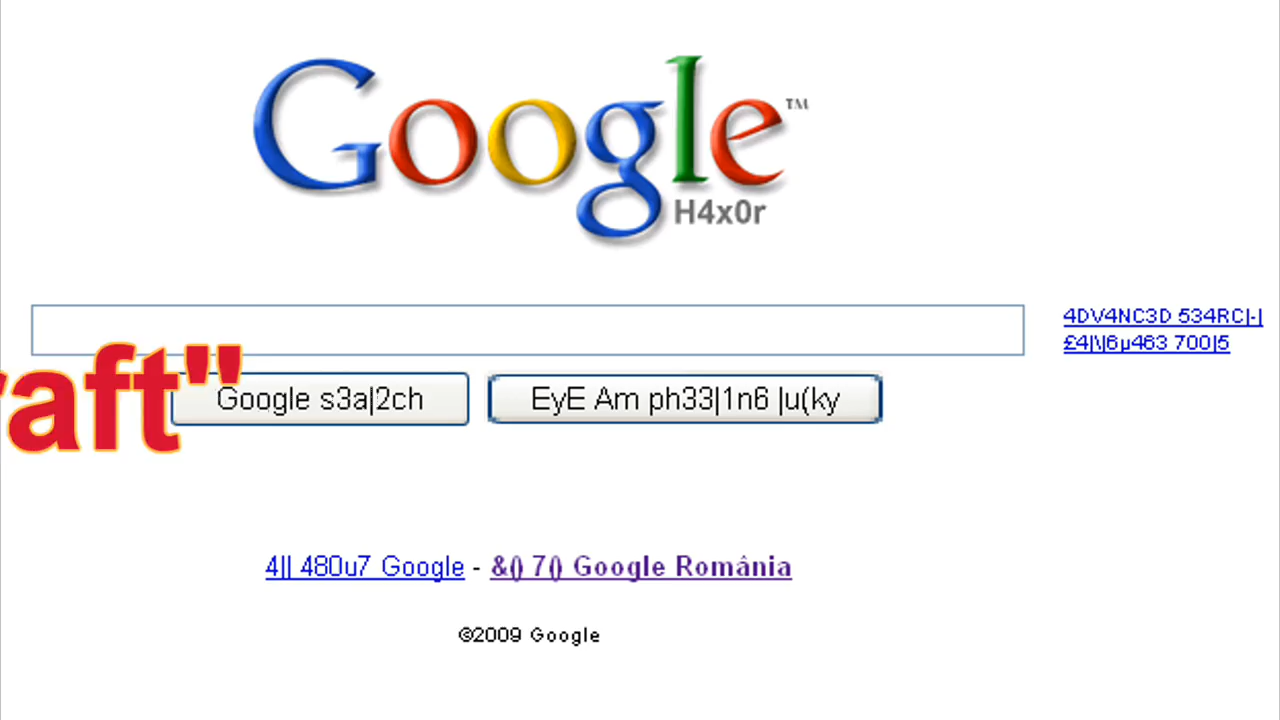 Google™
H4x0r
4DV4NC3D 534RC|-|
£4|\|6µ463 700|5
raft"
Google s3a|2ch
EyE Am ph33|1n6 |u(ky
4|| 480u7 Google - &() 7() Google România
©2009 Google